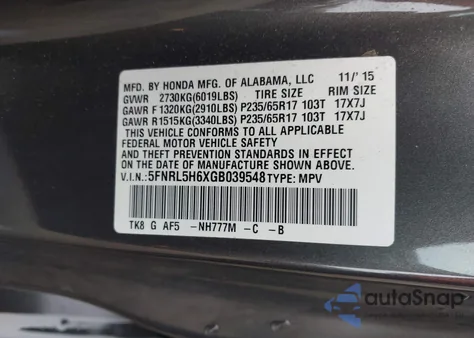 MFD. BY HONDA MFG. OF ALABAMA, LLC 11/'15
GVWR 2730KG(6019LBS) TIRE SIZE RIM SIZE
GAWR F 1320KG(2910LBS) P235/65R17 103T 17X7J
GAWR R1515KG(3340LBS) P235/65R17 103T 17X7J
THIS VEHICLE CONFORMS TO ALL APPLICABLE
FEDERAL MOTOR VEHICLE SAFETY
AND THEFT PREVENTION STANDARDS IN EFFECT ON
THE DATE OF MANUFACTURE SHOWN ABOVE.
V.I.N.: 5FNRL5H6XGB039548 TYPE: MPV
TK8 G AF5 -NH777M -C -B
autoSnap